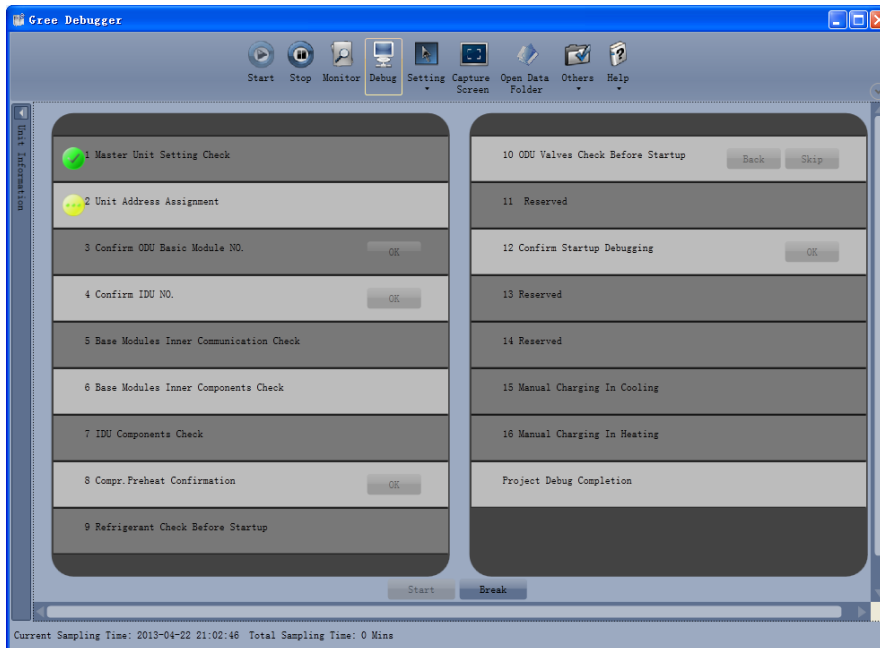 Gree Debugger
Start Stop Monitor Debug Setting Capture Screen Open Data Folder Others Help
Unit Information
1 Master Unit Setting Check
2 Unit Address Assignment
3 Confirm ODU Basic Module NO. OK
4 Confirm IDU NO. OK
5 Base Modules Inner Communication Check
6 Base Modules Inner Components Check
7 IDU Components Check
8 Compr.Preheat Confirmation OK
9 Refrigerant Check Before Startup
10 ODU Valves Check Before Startup Back Skip
11 Reserved
12 Confirm Startup Debugging OK
13 Reserved
14 Reserved
15 Manual Charging In Cooling
16 Manual Charging In Heating
Project Debug Completion
Start Break
Current Sampling Time: 2013-04-22 21:02:46 Total Sampling Time: 0 Mins